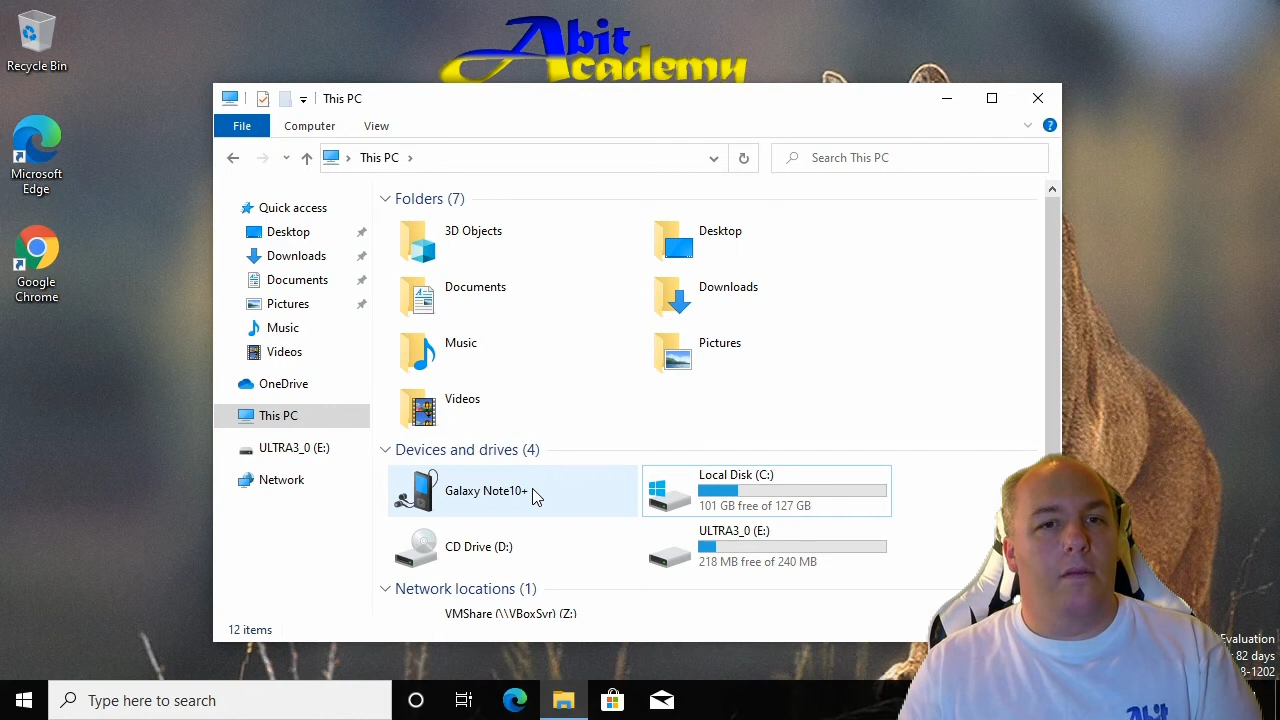 Recycle Bin
Microsoft
Edge
Google
Chrome
Abit
Academy
This PC
File
Computer
View
This PC
Search This PC
Quick access
Desktop
Downloads
Documents
Pictures
Music
Videos
OneDrive
This PC
ULTRA3_0 (E:)
Network
Folders (7)
3D Objects
Desktop
Documents
Downloads
Music
Pictures
Videos
Devices and drives (4)
Galaxy Note10+
Local Disk (C:)
101 GB free of 127 GB
CD Drive (D:)
ULTRA3_0 (E:)
218 MB free of 240 MB
Network locations (1)
VMShare (\\VBoxSvr) (Z:)
12 items
Evaluation
82 days
8-1202
Type here to search
Abit